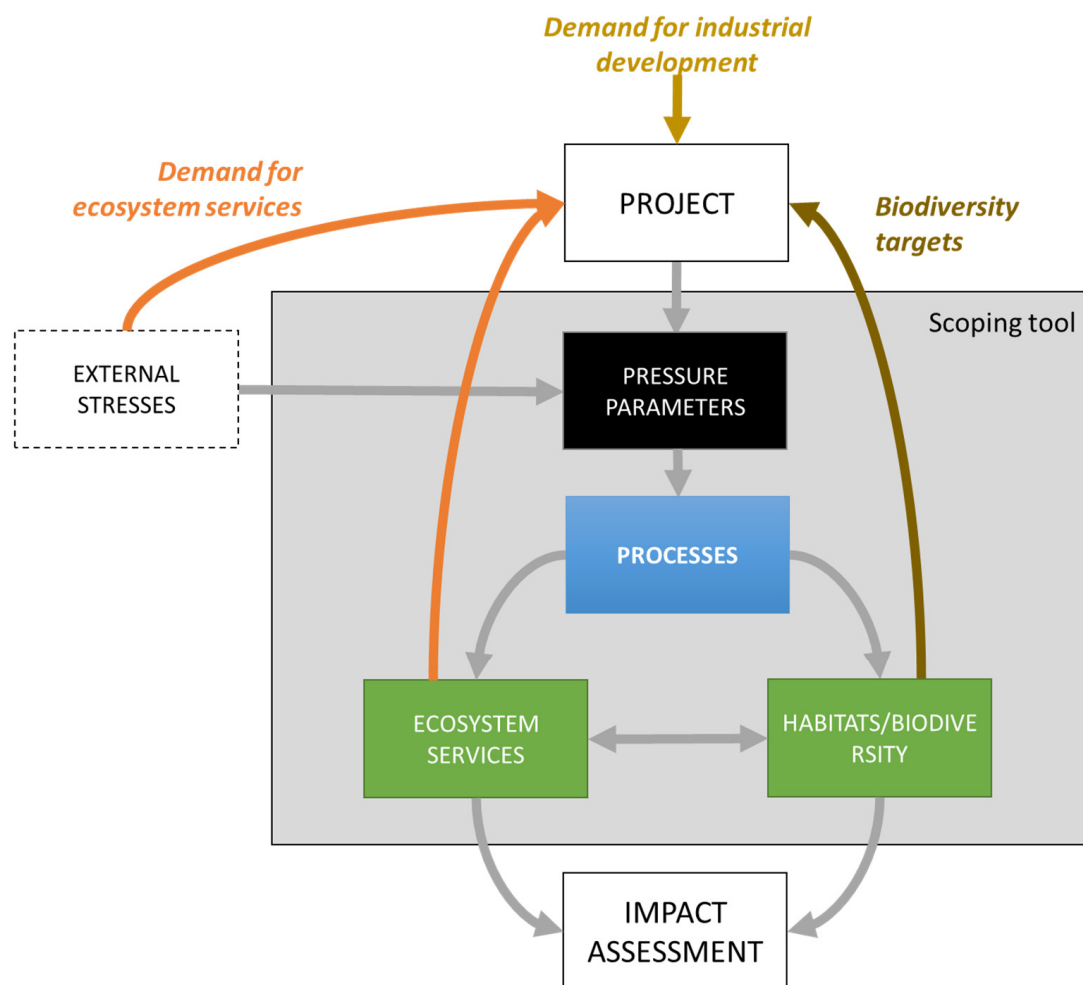 Demand for industrial
development
Demand for
ecosystem services
PROJECT
Biodiversity
targets
Scoping tool
EXTERNAL
STRESSES
PRESSURE
PARAMETERS
PROCESSES
ECOSYSTEM
SERVICES
HABITATS/BIODIVE
RSITY
IMPACT
ASSESSMENT